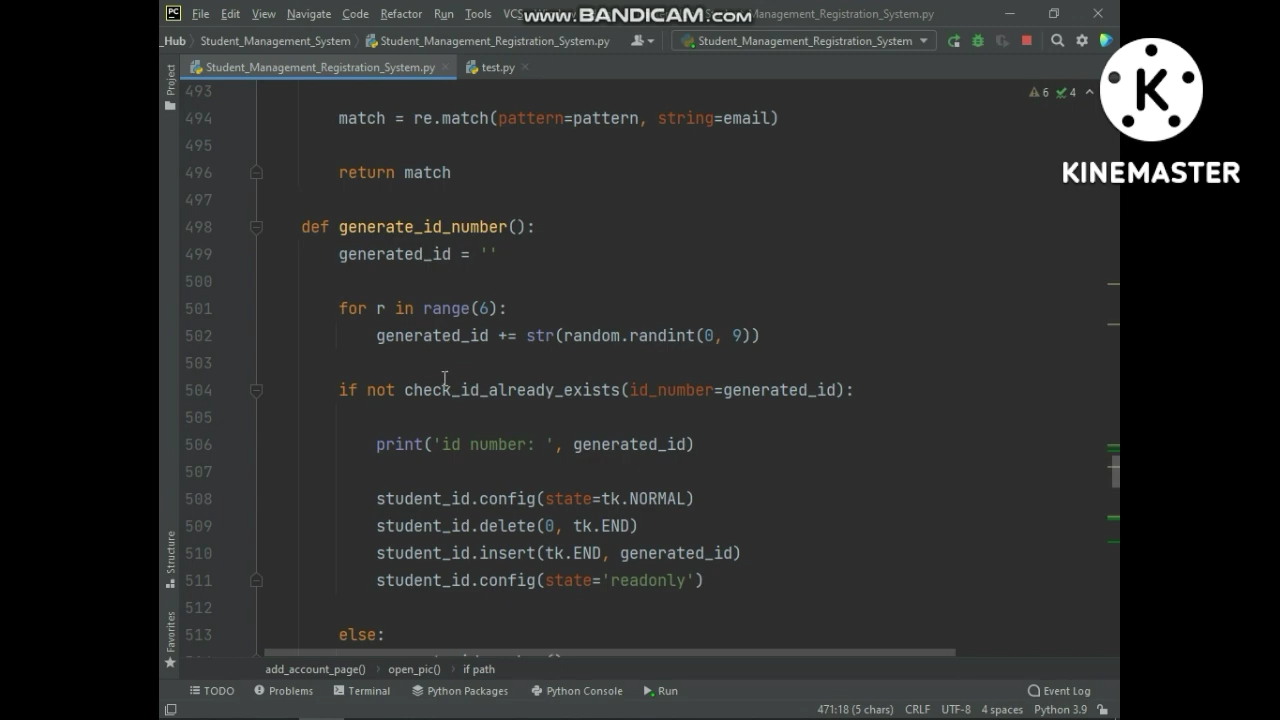 PC File Edit View Navigate Code Refactor Run Tools VCS www.BANDICAM.com _Management_Registration_System.py
_Hub Student_Management_System Student_Management_Registration_System.py Student_Management_Registration_System
Student_Management_Registration_System.py test.py
Project
6 4
K
KINEMASTER
493
494 match = re.match(pattern=pattern, string=email)
495
496 return match
497
498 def generate_id_number():
499 generated_id = ''
500
501 for r in range(6):
502 generated_id += str(random.randint(0, 9))
503
504 if not check_id_already_exists(id_number=generated_id):
505
506 print('id number: ', generated_id)
507
508 student_id.config(state=tk.NORMAL)
509 student_id.delete(0, tk.END)
510 student_id.insert(tk.END, generated_id)
511 student_id.config(state='readonly')
512
513 else:
Structure
Favorites
add_account_page() open_pic() if path
TODO Problems Terminal Python Packages Python Console Run Event Log
471:18 (5 chars) CRLF UTF-8 4 spaces Python 3.9